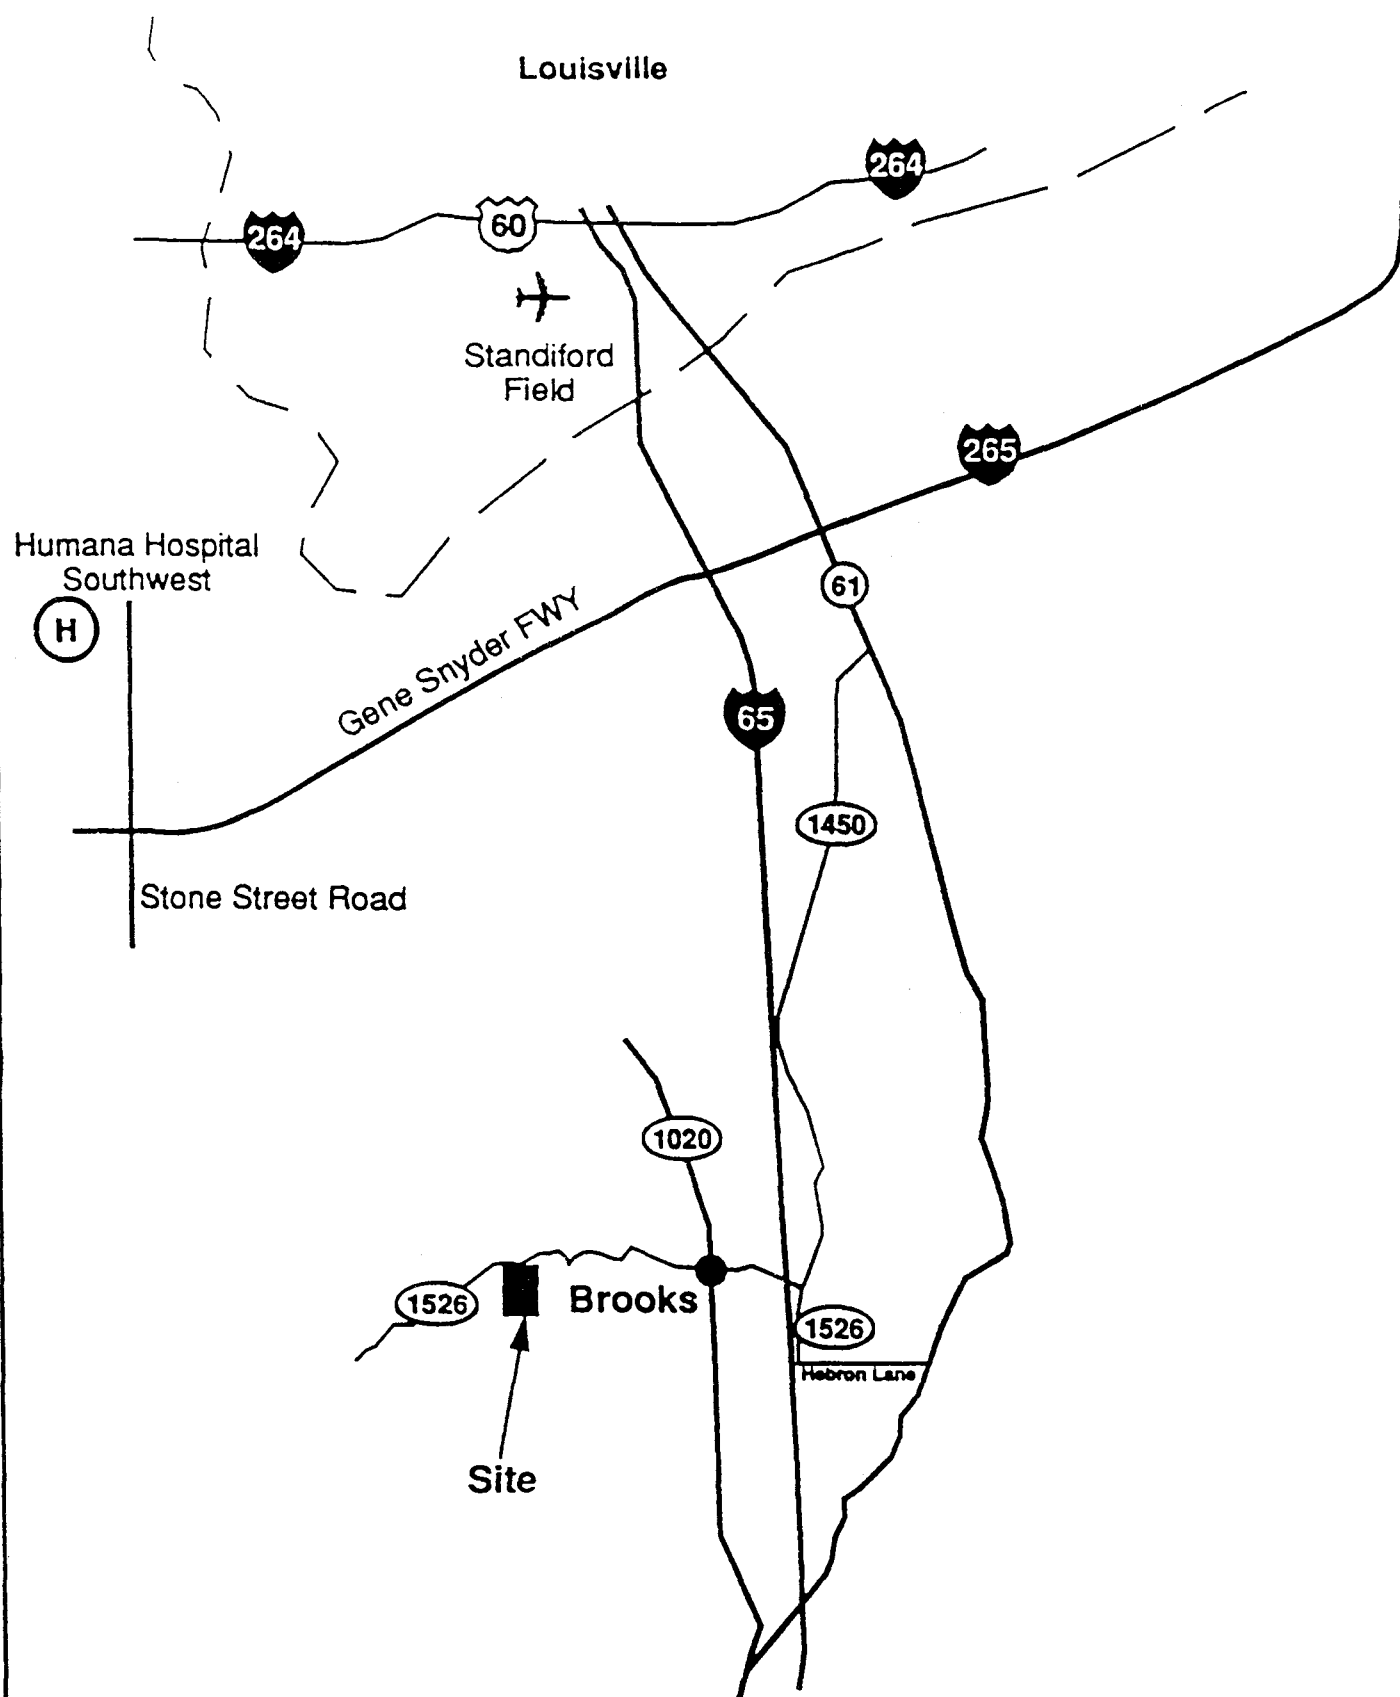 Louisville
264
60
264
Standiford
Field
265
Humana Hospital
Southwest
H
61
Gene Snyder FWY
65
1450
Stone Street Road
1020
1526
Brooks
1526
Hebron Lane
Site